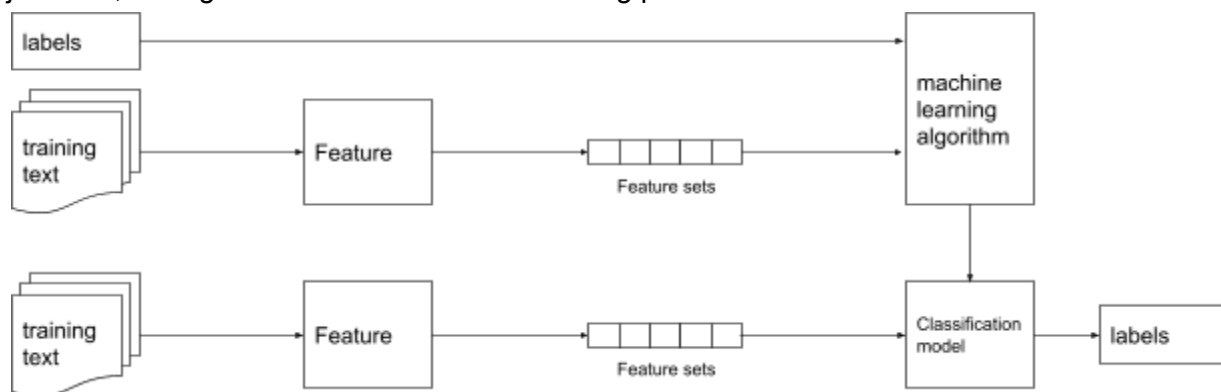 labels
machine
learning
algorithm
training
text
Feature
Feature sets
training
text
Feature
Feature sets
Classification
model
labels